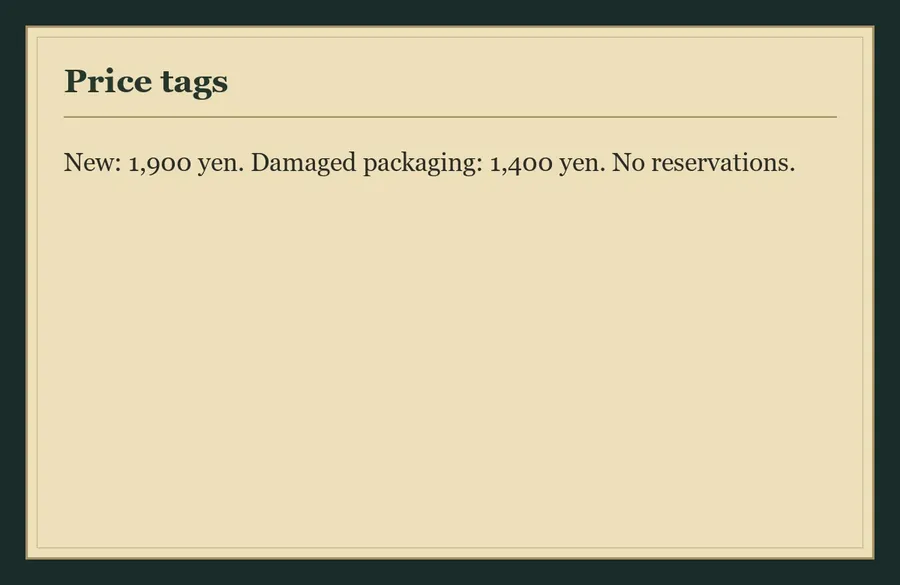 Price tags
New: 1,900 yen. Damaged packaging: 1,400 yen. No reservations.